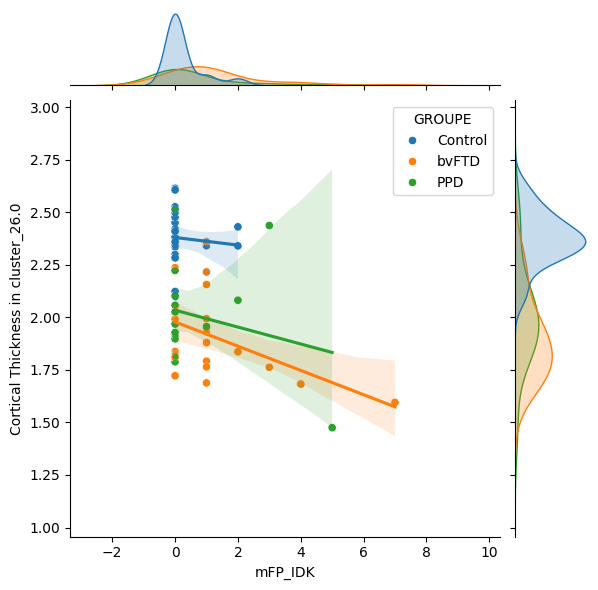 GROUPE
Control
bvFTD
PPD
3.00
2.75
2.50
2.25
2.00
1.75
1.50
1.25
1.00
Cortical Thickness in cluster_26.0
−2 0 2 4 6 8 10
mFP_IDK